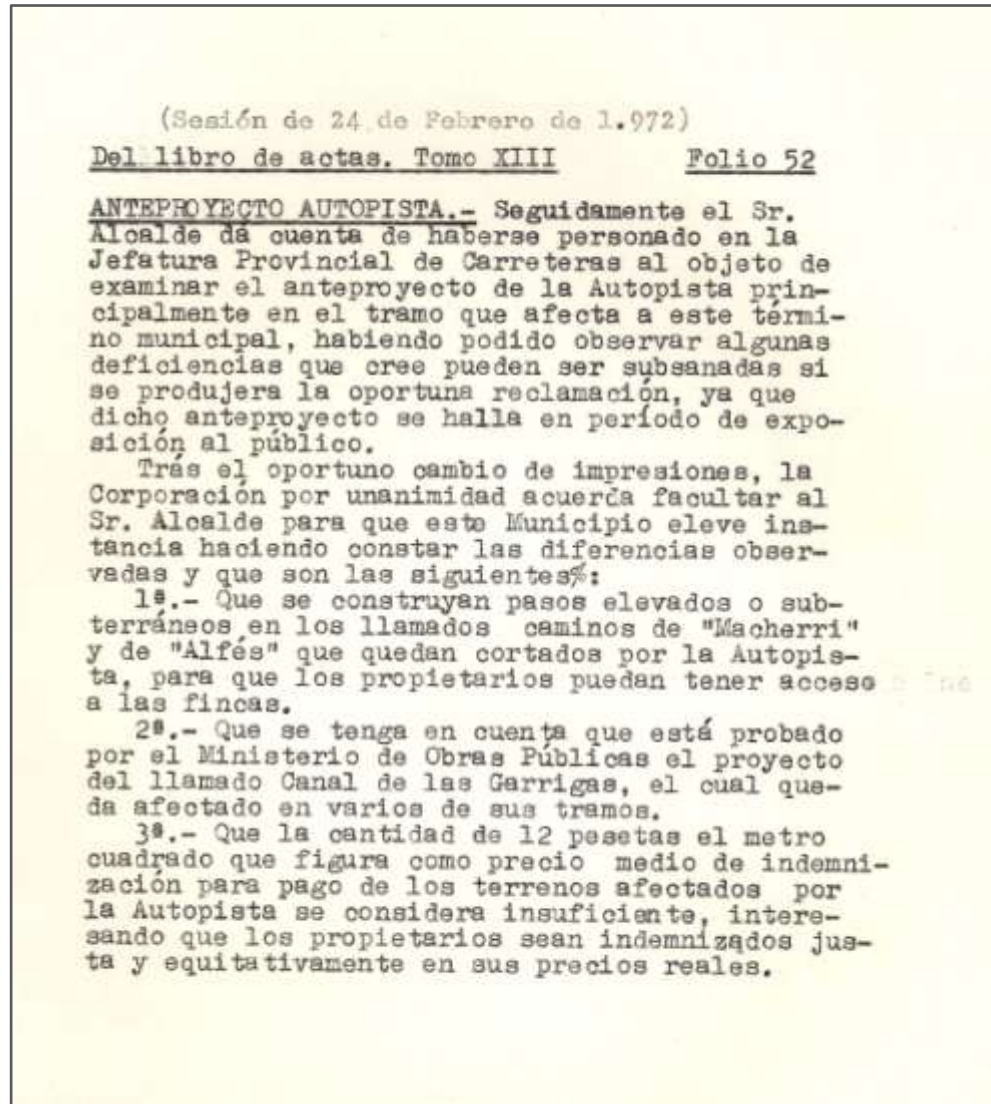 (Sesión de 24 de Febrero de 1.972)
Del libro de actas. Tomo XIII Folio 52
ANTEPROYECTO AUTOPISTA.- Seguidamente el Sr.
Alcalde dá cuenta de haberse personado en la
Jefatura Provincial de Carreteras al objeto de
examinar el anteproyecto de la Autopista prin-
cipalmente en el tramo que afecta a este térmi-
no municipal, habiendo podido observar algunas
deficiencias que cree pueden ser subsanadas si
se produjera la oportuna reclamación, ya que
dicho anteproyecto se halla en período de expo-
sición al público.
Trás el oportuno cambio de impresiones, la
Corporación por unanimidad acuerda facultar al
Sr. Alcalde para que este Municipio eleve ins-
tancia haciendo constar las diferencias obser-
vadas y que son las siguientes%:
1ª.- Que se construyan pasos elevados o sub-
terráneos en los llamados caminos de "Macherri"
y de "Alfés" que quedan cortados por la Autopis-
ta, para que los propietarios puedan tener acceso
a las fincas.
2ª.- Que se tenga en cuenta que está probado
por el Ministerio de Obras Públicas el proyecto
del llamado Canal de las Garrigas, el cual que-
da afectado en varios de sus tramos.
3ª.- Que la cantidad de 12 pesetas el metro
cuadrado que figura como precio medio de indemni-
zación para pago de los terrenos afectados por
la Autopista se considera insuficiente, intere-
sando que los propietarios sean indemnizados jus-
ta y equitativamente en sus precios reales.